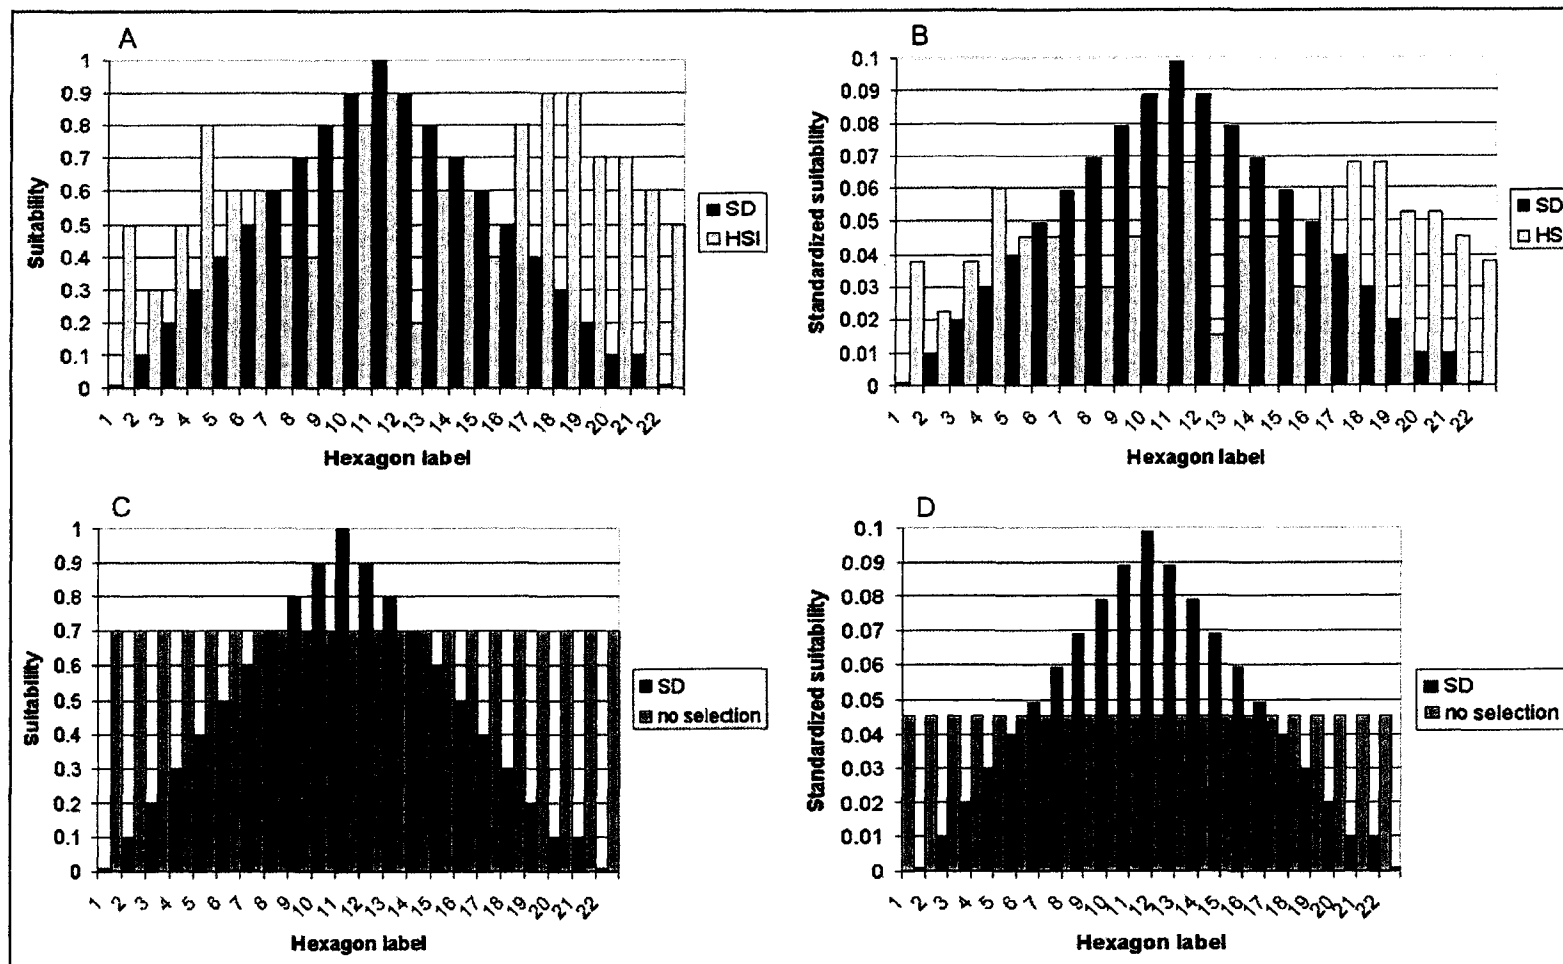 A
Suitability
1
0.9
0.8
0.7
0.6
0.5
0.4
0.3
0.2
0.1
0
1 2 3 4 5 6 7 8 9 10 11 12 13 14 15 16 17 18 19 20 21 22
Hexagon label
SD
HSI
B
Standardized suitability
0.1
0.09
0.08
0.07
0.06
0.05
0.04
0.03
0.02
0.01
0
1 2 3 4 5 6 7 8 9 10 11 12 13 14 15 16 17 18 19 20 21 22
Hexagon label
SD
HS
C
Suitability
1
0.9
0.8
0.7
0.6
0.5
0.4
0.3
0.2
0.1
0
1 2 3 4 5 6 7 8 9 10 11 12 13 14 15 16 17 18 19 20 21 22
Hexagon label
SD
no selection
D
Standardized suitability
0.1
0.09
0.08
0.07
0.06
0.05
0.04
0.03
0.02
0.01
0
1 2 3 4 5 6 7 8 9 10 11 12 13 14 15 16 17 18 19 20 21 22
Hexagon label
SD
no selection